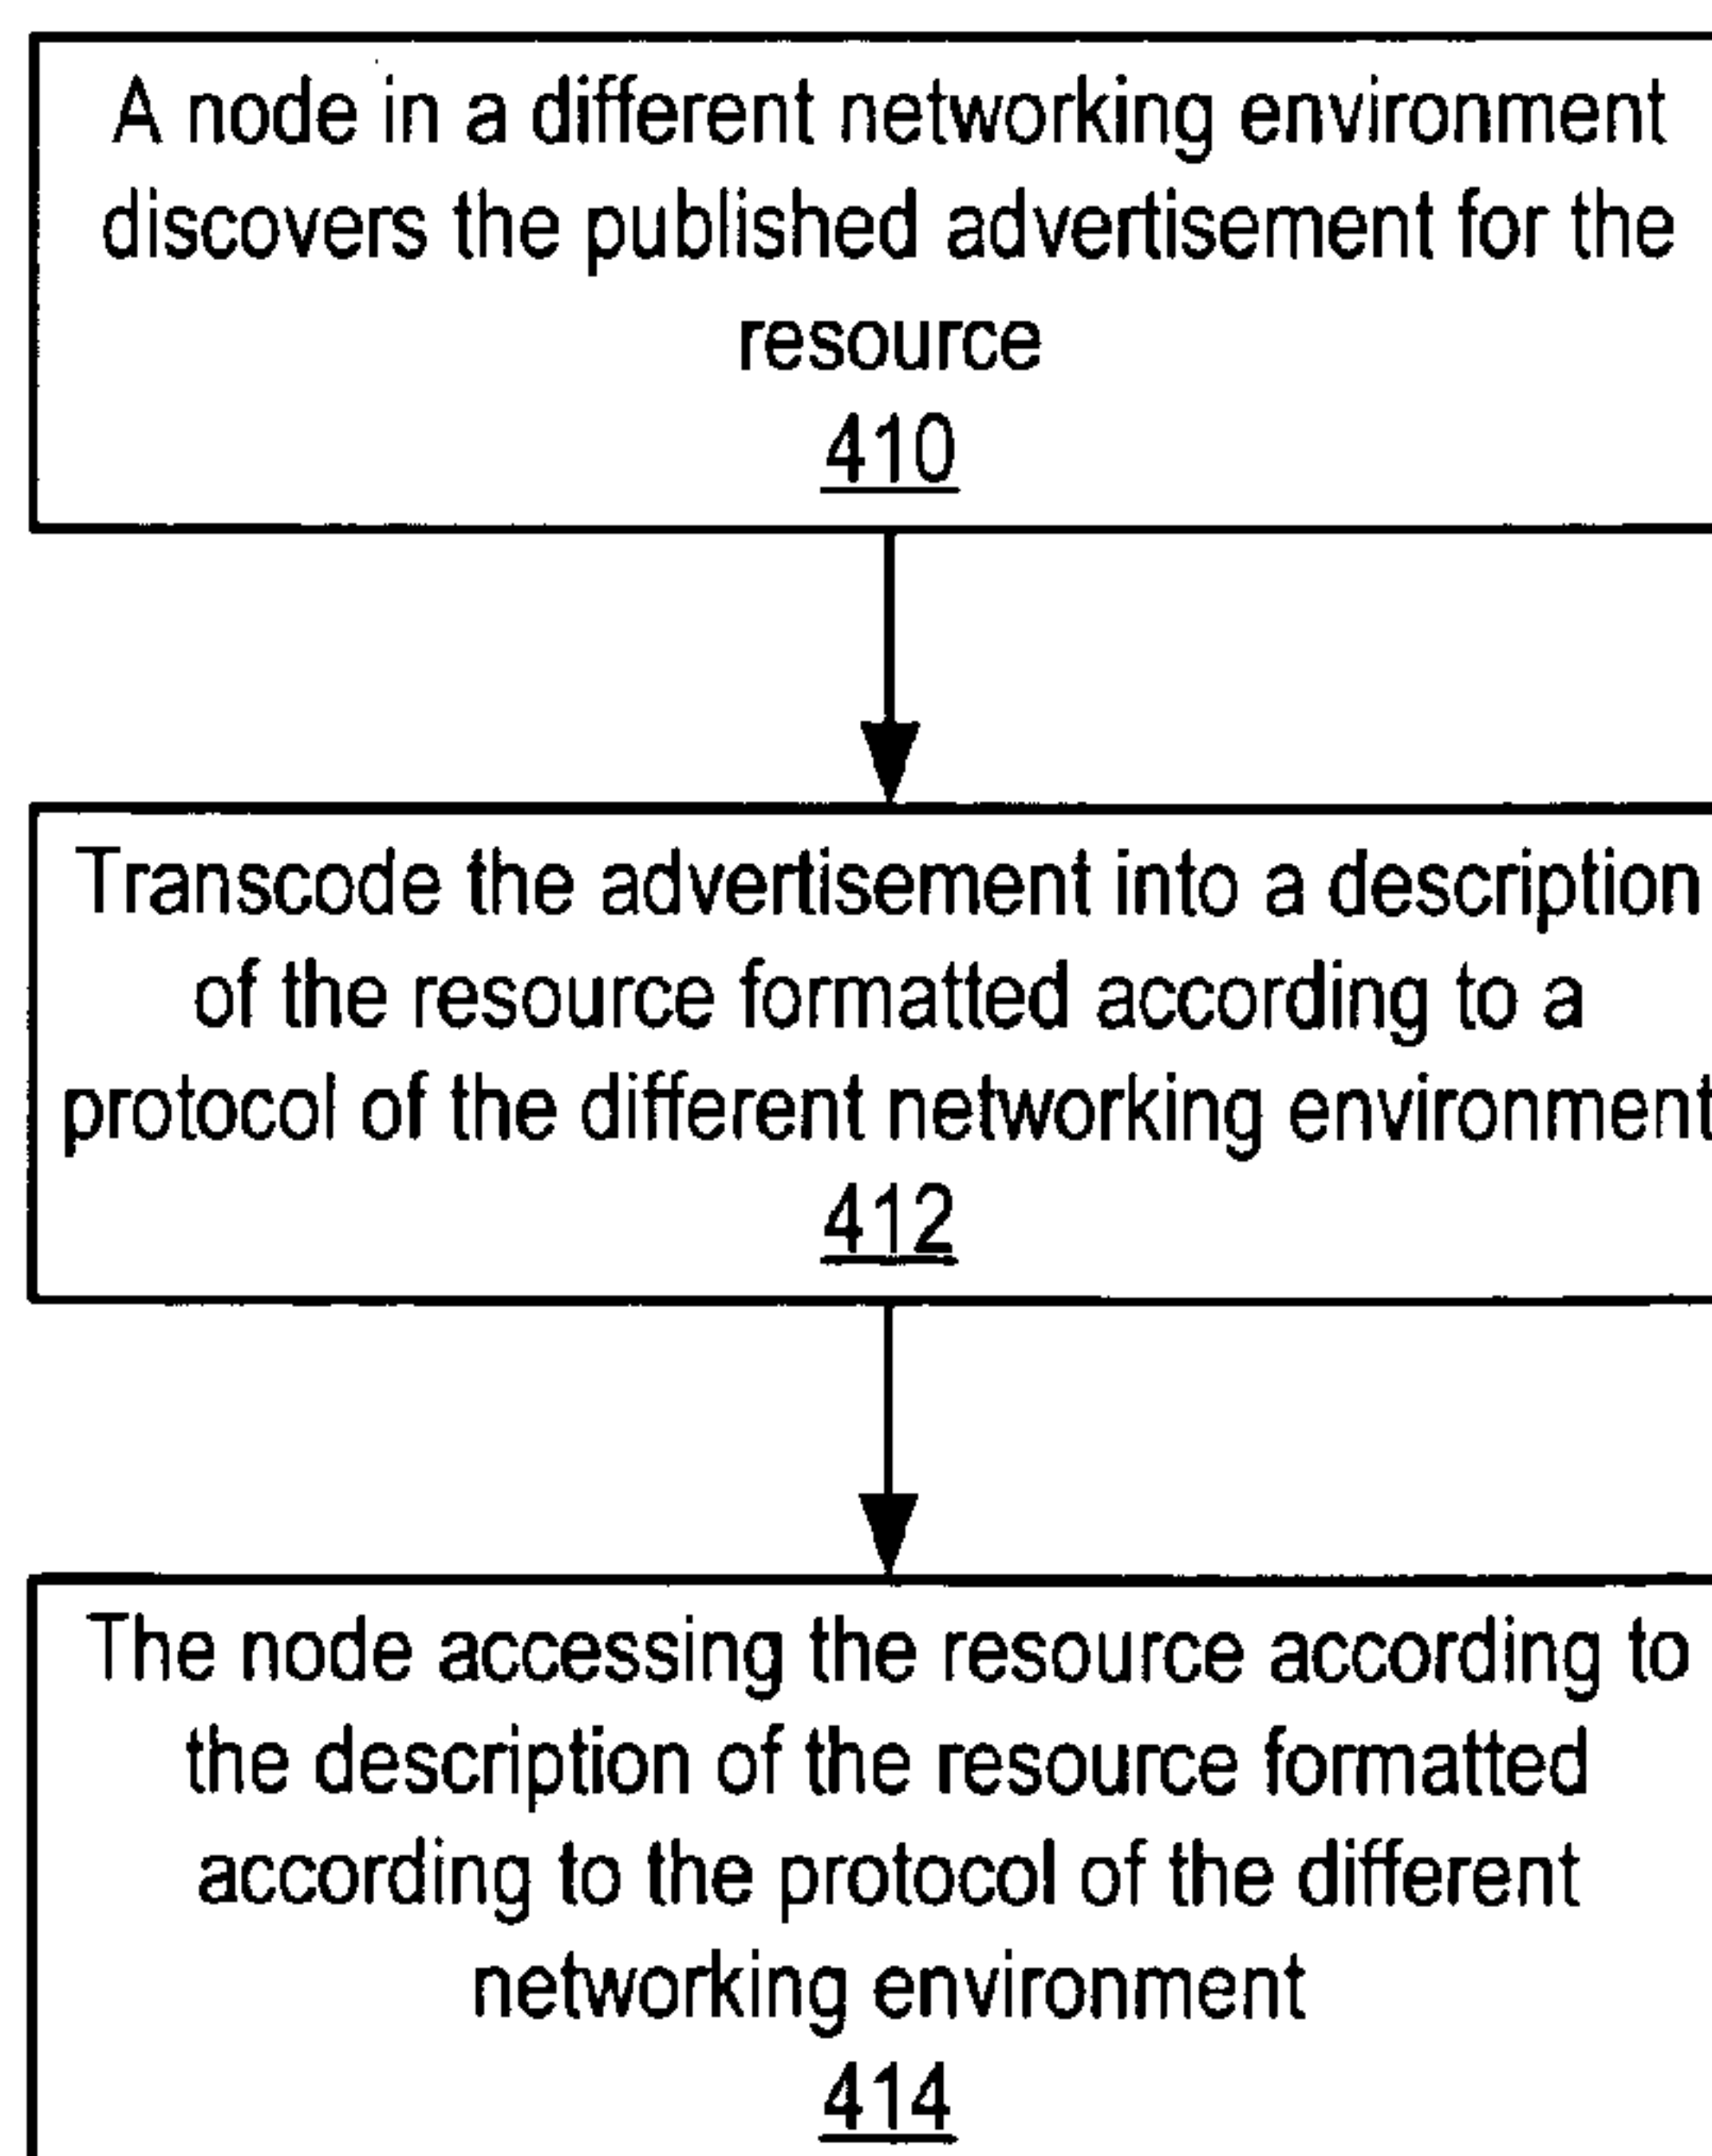 A node in a different networking environment
discovers the published advertisement for the
resource
410
Transcode the advertisement into a description
of the resource formatted according to a
protocol of the different networking environment
412
The node accessing the resource according to
the description of the resource formatted
according to the protocol of the different
networking environment
414